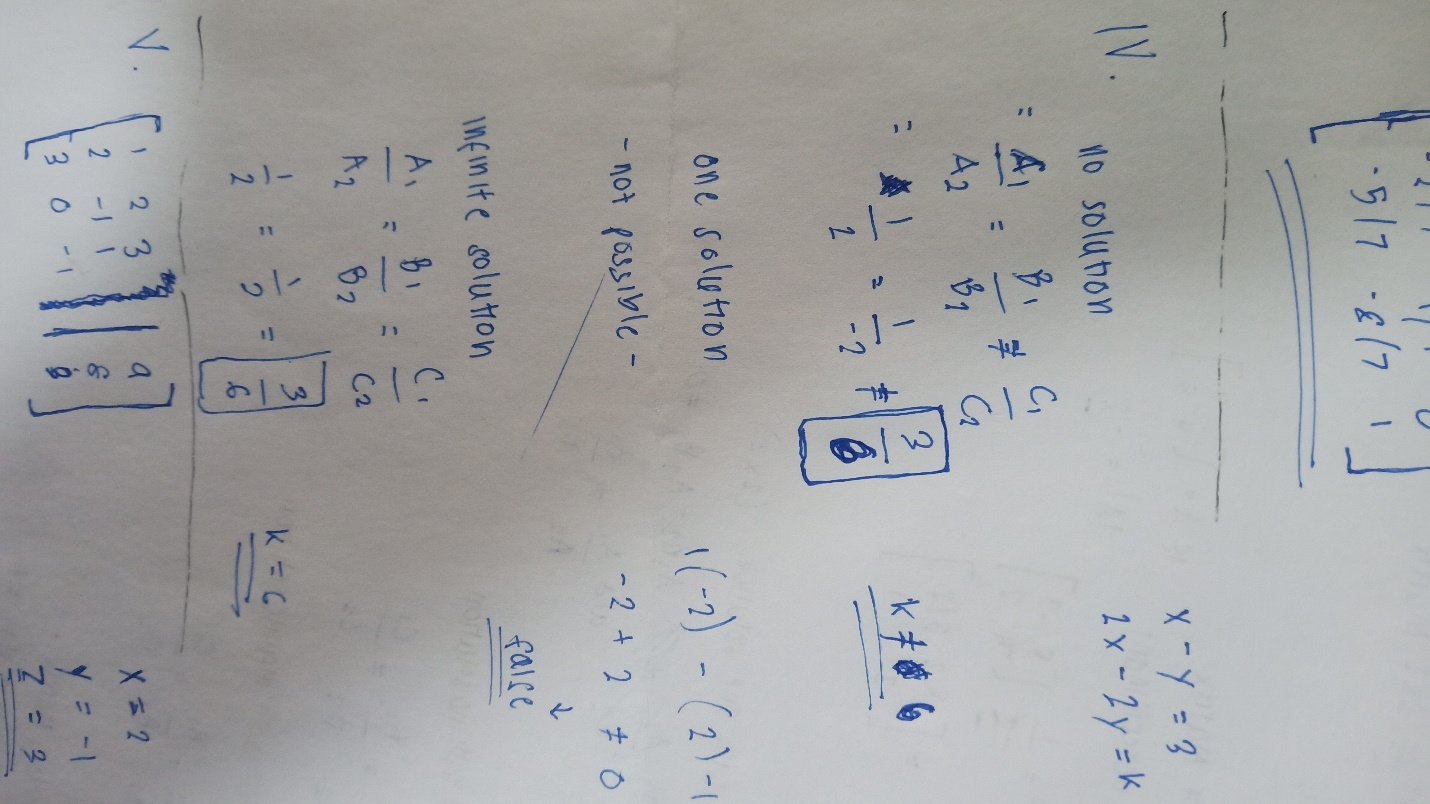 -5/7 -8/7 1
IV.
no solution
x - y = 3
2x - 2y = k
= A1/A2 = B1/B2 ≠ C1/C2
= 1/2 = 1/-2 ≠ 3/6
k ≠ 6
one solution
1(-2) - (2)-1
- not possible -
-2 + 2 ≠ 0
false
infinite solution
A1/A2 = B1/B2 = C1/C2
1/2 = 1/2 = 3/6
k = 6
V.
1 2 3 | 9
2 -1 1 | 8
3 0 -1 |
x = 2
y = -1
z = 3